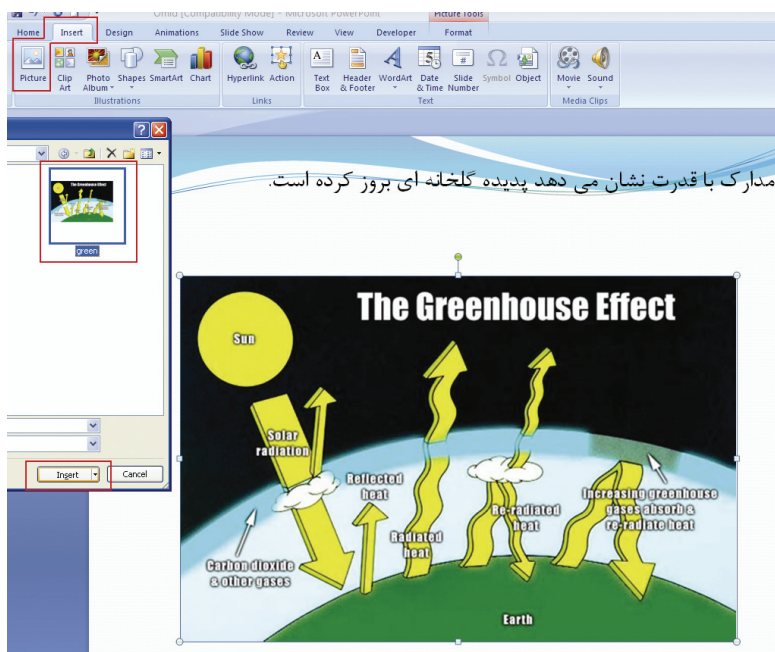 Omid [Compatibility Mode] - Microsoft PowerPoint
Picture Tools
Home Insert Design Animations Slide Show Review View Developer Format
Picture Clip Art Photo Album Shapes SmartArt Chart Hyperlink Action Text Box Header & Footer WordArt Date & Time Slide Number Symbol Object Movie Sound
Illustrations Links Text Media Clips
green
Insert Cancel
مدارک با قدرت نشان می دهد پدیده گلخانه ای بروز کرده است.
The Greenhouse Effect
Sun
Solar
radiation
Reflected
heat
Radiated
heat
Re-radiated
heat
Increasing greenhouse
gases absorb &
re-radiate heat
Carbon dioxide
& other gases
Earth